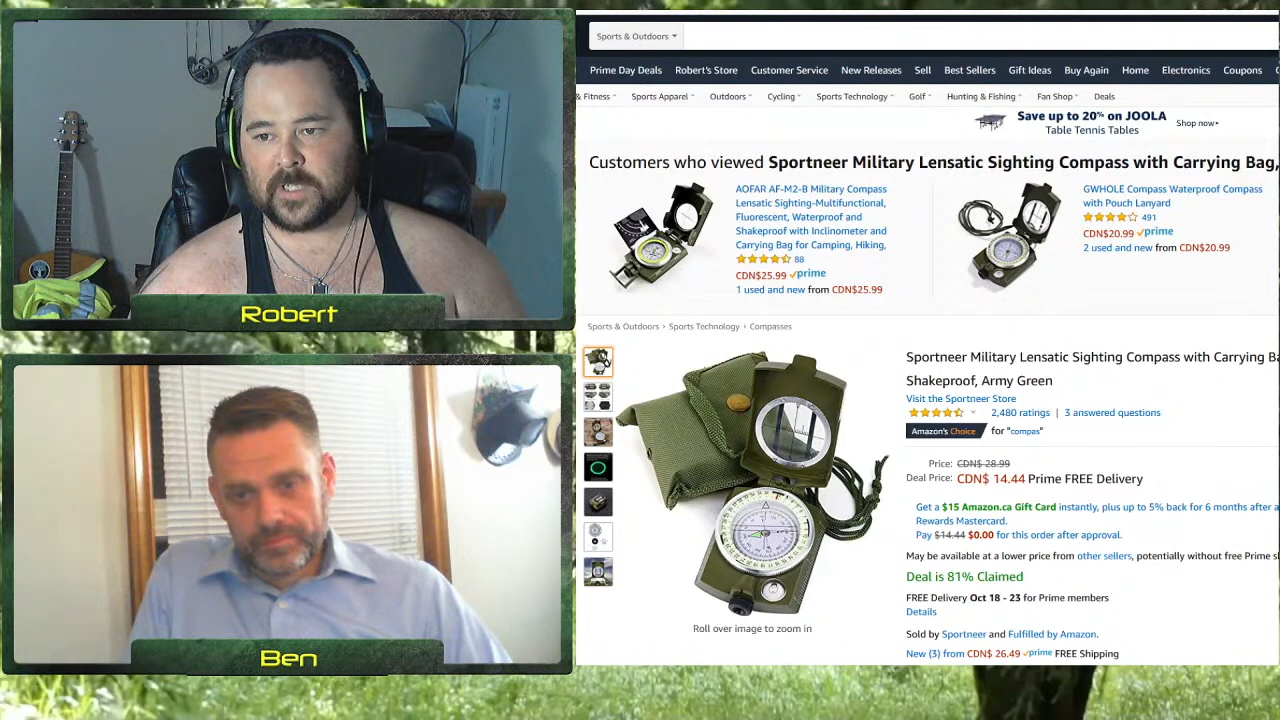 Robert
Ben
Sports & Outdoors
Prime Day Deals Robert's Store Customer Service New Releases Sell Best Sellers Gift Ideas Buy Again Home Electronics Coupons
& Fitness Sports Apparel Outdoors Cycling Sports Technology Golf Hunting & Fishing Fan Shop Deals
Save up to 20% on JOOLA
Table Tennis Tables
Shop now
Customers who viewed Sportneer Military Lensatic Sighting Compass with Carrying Bag,
AOFAR AF-M2-B Military Compass
Lensatic Sighting-Multifunctional,
Fluorescent, Waterproof and
Shakeproof with Inclinometer and
Carrying Bag for Camping, Hiking,
88
CDN$25.99 prime
1 used and new from CDN$25.99
GWHOLE Compass Waterproof Compass
with Pouch Lanyard
491
CDN$20.99 prime
2 used and new from CDN$20.99
Sports & Outdoors › Sports Technology › Compasses
Roll over image to zoom in
Sportneer Military Lensatic Sighting Compass with Carrying Ba
Shakeproof, Army Green
Visit the Sportneer Store
2,480 ratings | 3 answered questions
Amazon's Choice for "compas"
Price: CDN$ 28.99
Deal Price: CDN$ 14.44 Prime FREE Delivery
Get a $15 Amazon.ca Gift Card instantly, plus up to 5% back for 6 months after a
Rewards Mastercard.
Pay $14.44 $0.00 for this order after approval.
May be available at a lower price from other sellers, potentially without free Prime s
Deal is 81% Claimed
FREE Delivery Oct 18 - 23 for Prime members
Details
Sold by Sportneer and Fulfilled by Amazon.
New (3) from CDN$ 26.49 prime FREE Shipping